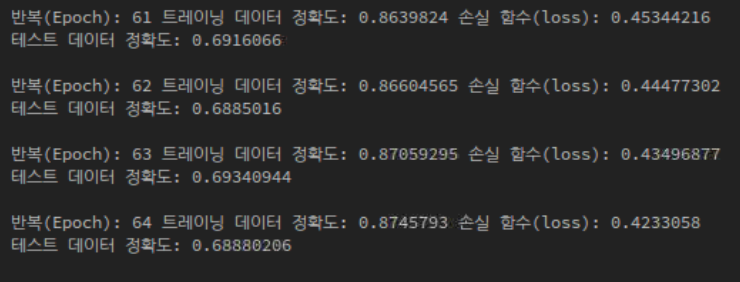 반복(Epoch): 61 트레이닝 데이터 정확도: 0.8639824 손실 함수(loss): 0.45344216
테스트 데이터 정확도: 0.6916066
반복(Epoch): 62 트레이닝 데이터 정확도: 0.86604565 손실 함수(loss): 0.44477302
테스트 데이터 정확도: 0.6885016
반복(Epoch): 63 트레이닝 데이터 정확도: 0.87059295 손실 함수(loss): 0.43496877
테스트 데이터 정확도: 0.69340944
반복(Epoch): 64 트레이닝 데이터 정확도: 0.8745793 손실 함수(loss): 0.4233058
테스트 데이터 정확도: 0.68880206